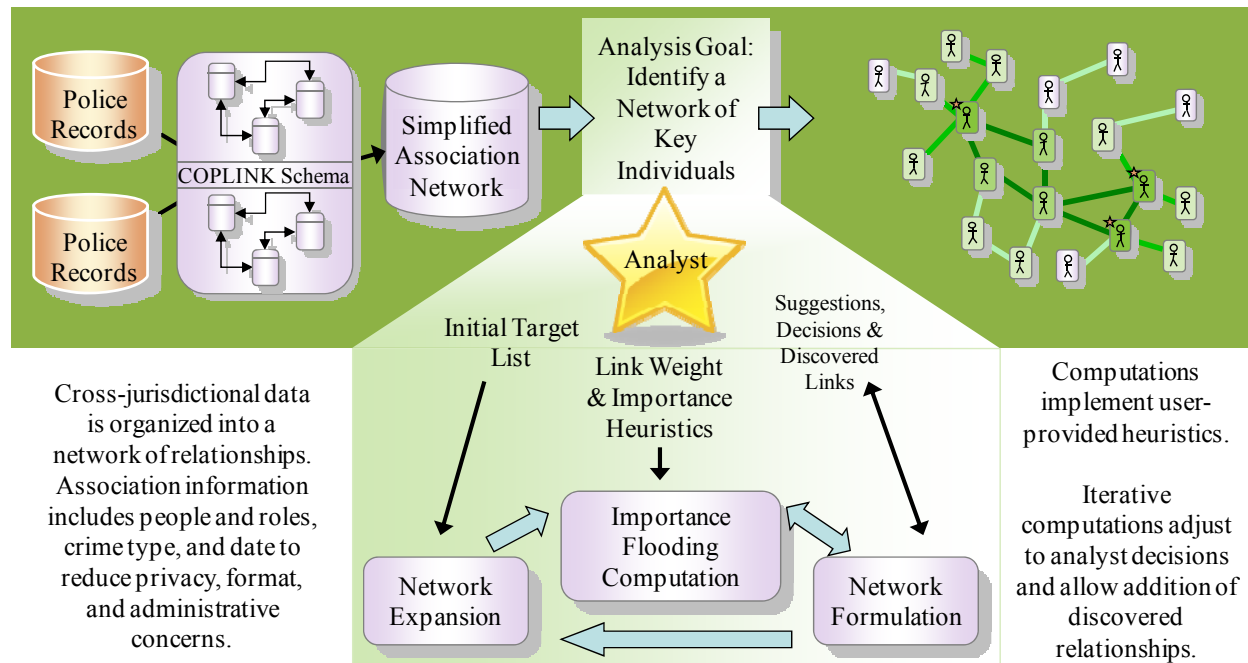 Police
Records
Police
Records
COPLINK Schema
Simplified
Association
Network
Analysis Goal:
Identify a
Network of
Key
Individuals
Analyst
Initial Target
List
Link Weight
& Importance
Heuristics
Suggestions,
Decisions &
Discovered
Links
Network
Expansion
Importance
Flooding
Computation
Network
Formulation
Cross-jurisdictional data
is organized into a
network of relationships.
Association information
includes people and roles,
crime type, and date to
reduce privacy, format,
and administrative
concerns.
Computations
implement user-
provided heuristics.
Iterative
computations adjust
to analyst decisions
and allow addition of
discovered
relationships.